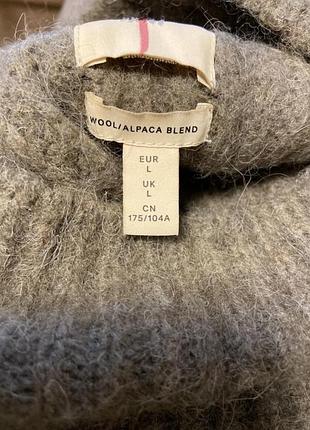 WOOL/ALPACA BLEND
EUR
L
UK
L
CN
175/104A